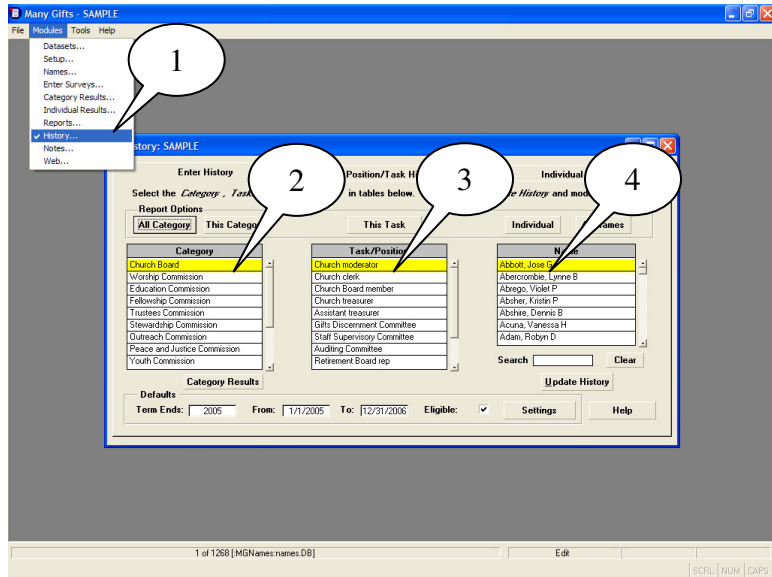 Many Gifts - SAMPLE
File Modules Tools Help
Datasets...
Setup...
Names...
Enter Surveys...
Category Results...
Individual Results...
Reports...
History...
Notes...
Web...
1
2
3
4
story: SAMPLE
Enter History Position/Task Hi Individual
Select the Category, Task in tables below. History and mod
Report Options
All Category This Catego This Task Individual ames
Category
Church Board
Worship Commission
Education Commission
Fellowship Commission
Trustees Commission
Stewardship Commission
Outreach Commission
Peace and Justice Commission
Youth Commission
Category Results
Task/Position
Church moderator
Church clerk
Church Board member
Church treasurer
Assistant treasurer
Gifts Discernment Committee
Staff Supervisory Committee
Auditing Committee
Retirement Board rep
N e
Abbott, Jose G
Abercrombie, Lynne B
Abrego, Violet P
Absher, Kristin P
Abshire, Dennis B
Acuna, Vanessa H
Adam, Robyn D
Search Clear
Update History
Defaults
Term Ends: 2005 From: 1/1/2005 To: 12/31/2006 Eligible: Settings Help
1 of 1268 [:MGNames:names.DB] Edit
SCRL NUM CAPS